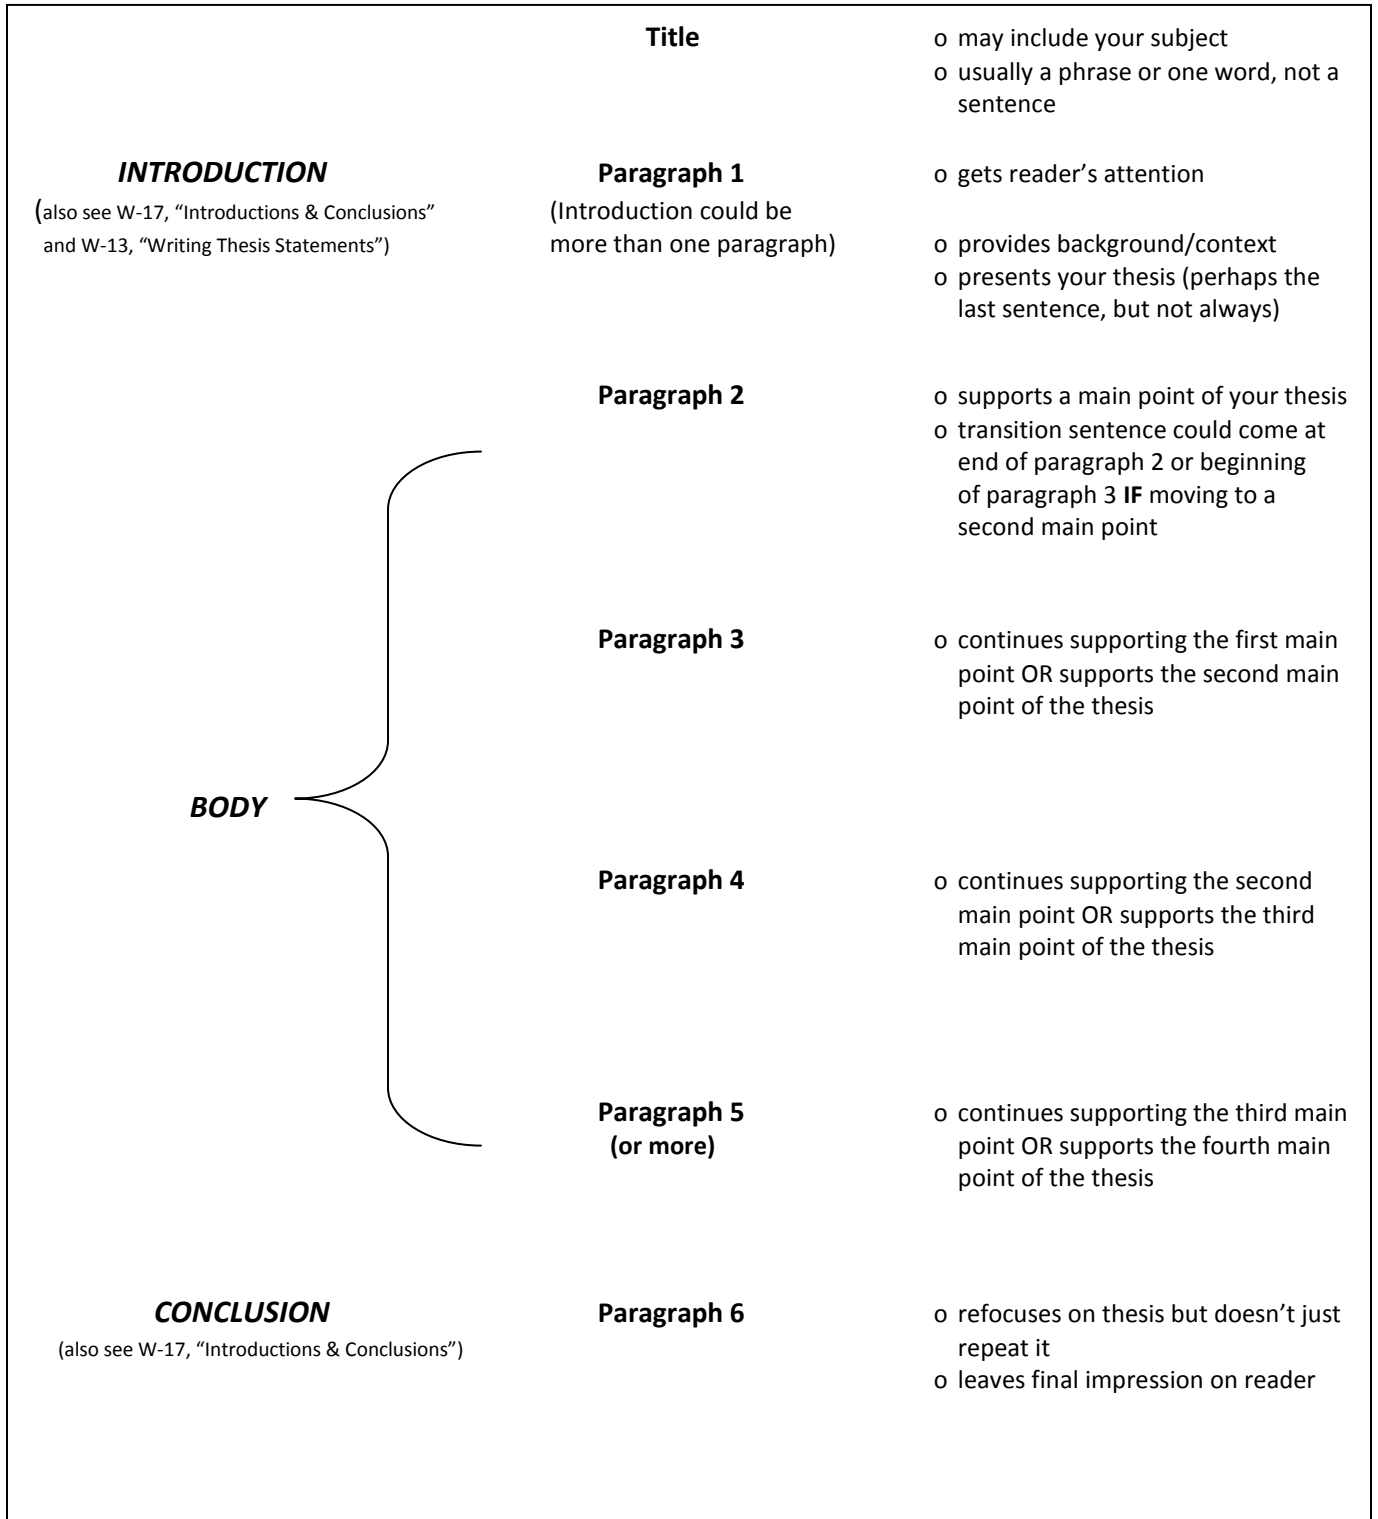 Title
o may include your subject
o usually a phrase or one word, not a
sentence
INTRODUCTION
(also see W-17, “Introductions & Conclusions”
and W-13, “Writing Thesis Statements”)
Paragraph 1
(Introduction could be
more than one paragraph)
o gets reader’s attention
o provides background/context
o presents your thesis (perhaps the
last sentence, but not always)
Paragraph 2
o supports a main point of your thesis
o transition sentence could come at
end of paragraph 2 or beginning
of paragraph 3 IF moving to a
second main point
BODY
Paragraph 3
o continues supporting the first main
point OR supports the second main
point of the thesis
Paragraph 4
o continues supporting the second
main point OR supports the third
main point of the thesis
Paragraph 5
(or more)
o continues supporting the third main
point OR supports the fourth main
point of the thesis
CONCLUSION
(also see W-17, “Introductions & Conclusions”)
Paragraph 6
o refocuses on thesis but doesn’t just
repeat it
o leaves final impression on reader